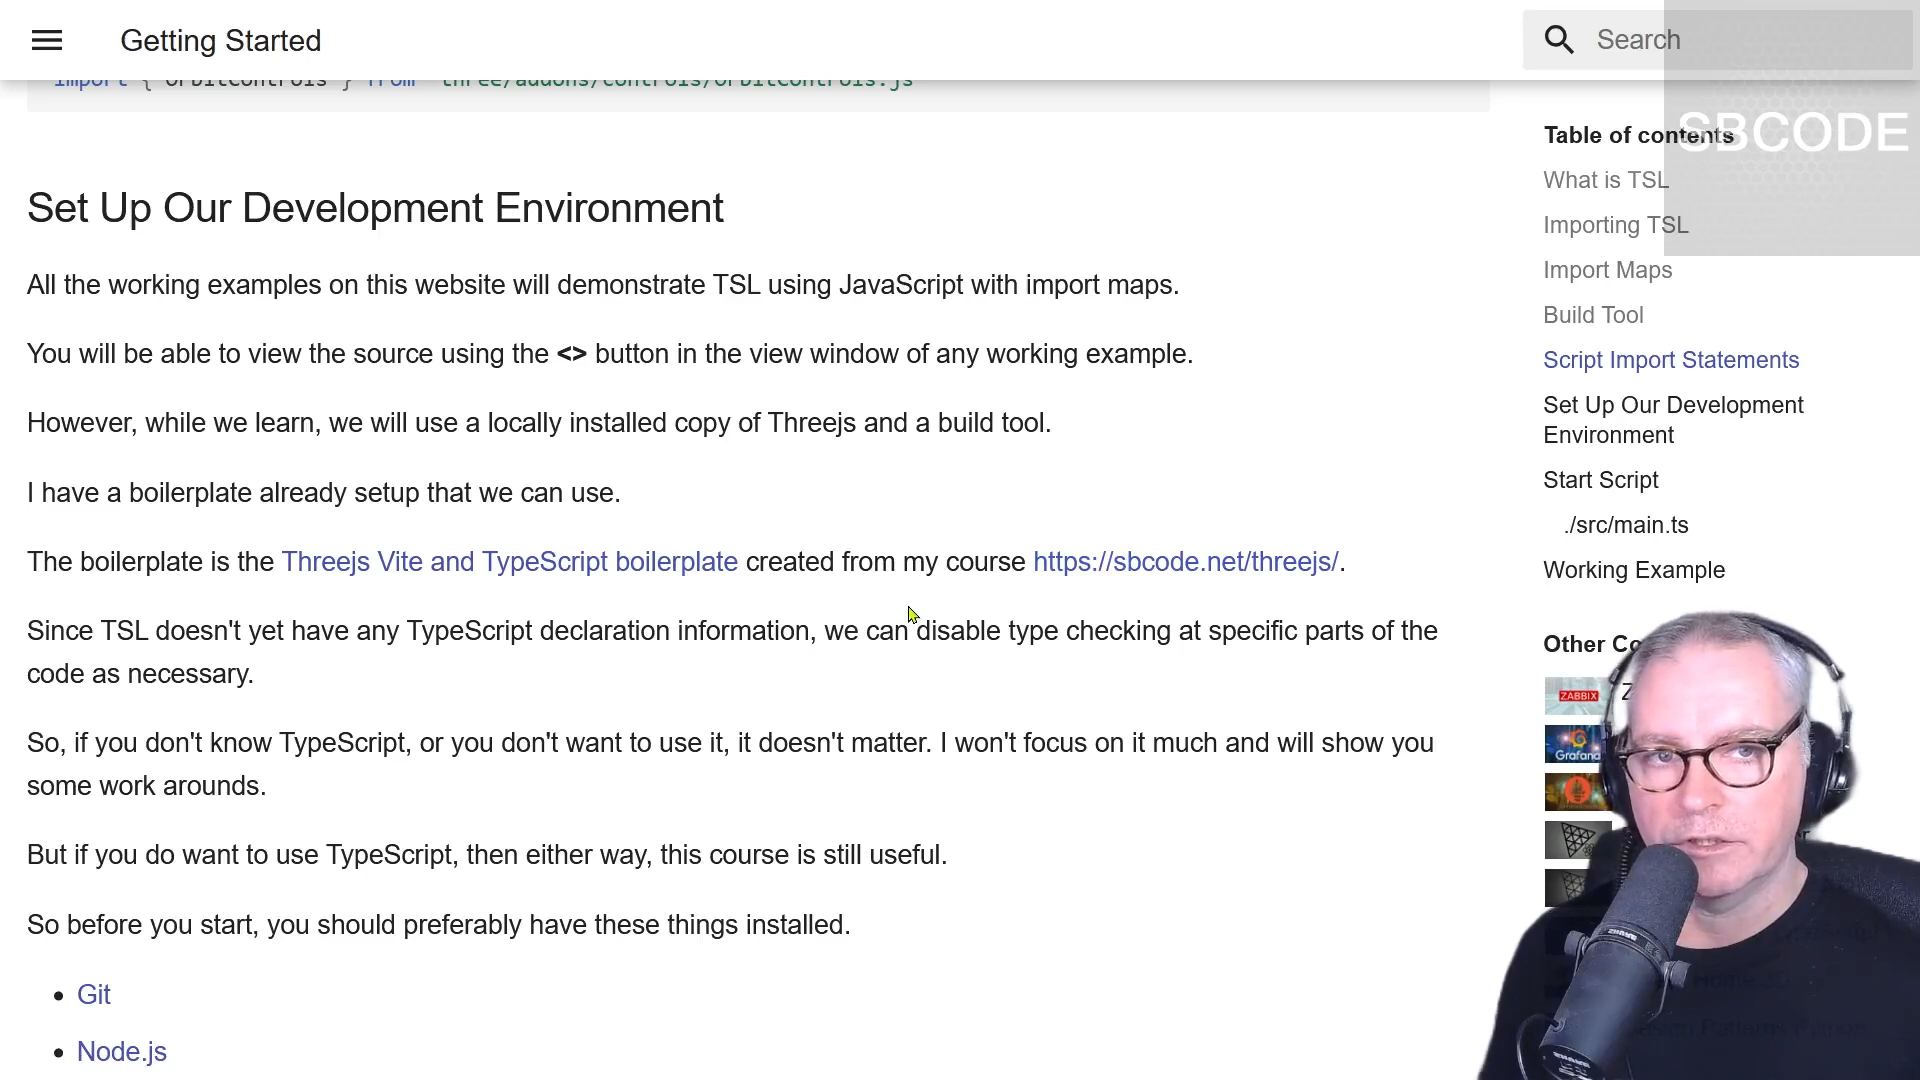 Getting Started
Search
import { OrbitControls } from 'three/addons/controls/OrbitControls.js'
SBCODE
Set Up Our Development Environment
All the working examples on this website will demonstrate TSL using JavaScript with import maps.
You will be able to view the source using the <> button in the view window of any working example.
However, while we learn, we will use a locally installed copy of Threejs and a build tool.
I have a boilerplate already setup that we can use.
The boilerplate is the Threejs Vite and TypeScript boilerplate created from my course https://sbcode.net/threejs/.
Since TSL doesn't yet have any TypeScript declaration information, we can disable type checking at specific parts of the
code as necessary.
So, if you don't know TypeScript, or you don't want to use it, it doesn't matter. I won't focus on it much and will show you
some work arounds.
But if you do want to use TypeScript, then either way, this course is still useful.
So before you start, you should preferably have these things installed.
• Git
• Node.js
Table of contents
What is TSL
Importing TSL
Import Maps
Build Tool
Script Import Statements
Set Up Our Development
Environment
Start Script
./src/main.ts
Working Example
Other Co
ZABBIX
Z
Grafana